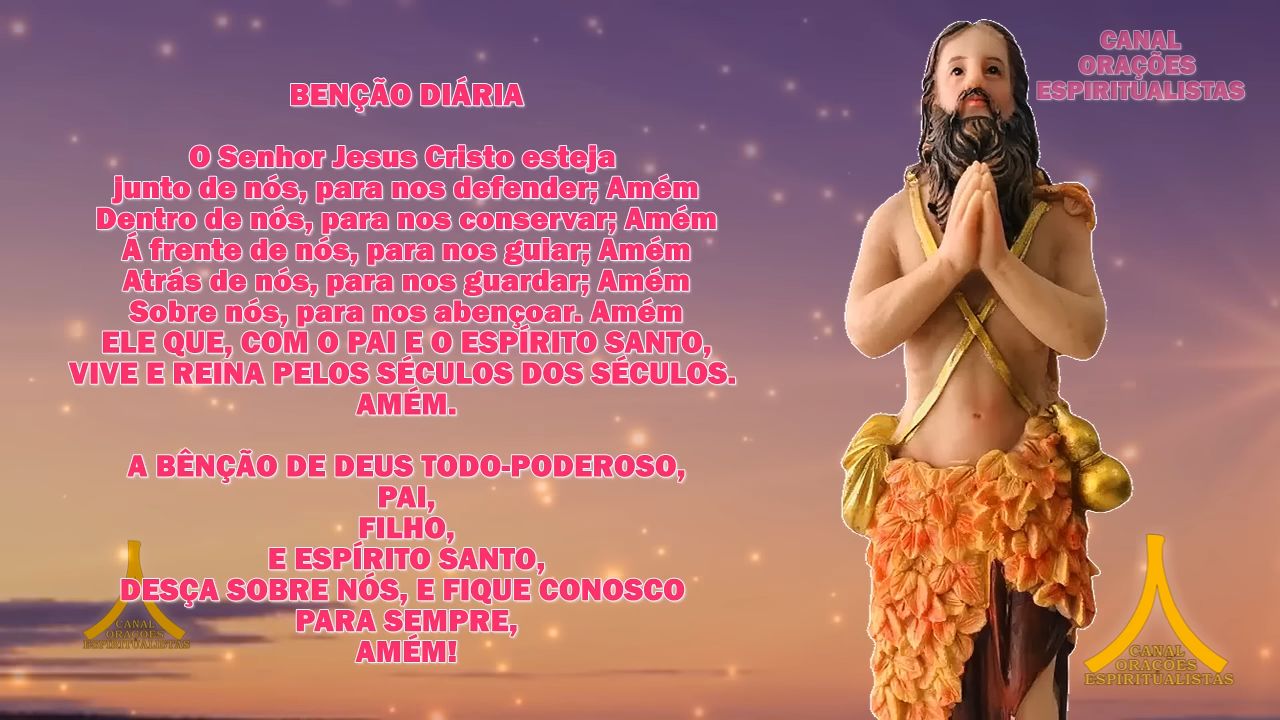 CANAL
ORAÇÕES
ESPIRITUALISTAS
BENÇÃO DIÁRIA
O Senhor Jesus Cristo esteja
junto de nós, para nos defender; Amém
Dentro de nós, para nos conservar; Amém
Á frente de nós, para nos guiar; Amém
Atrás de nós, para nos guardar; Amém
Sobre nós, para nos abençoar. Amém
ELE QUE, COM O PAI E O ESPÍRITO SANTO,
VIVE E REINA PELOS SÉCULOS DOS SÉCULOS.
AMÉM.
A BÊNÇÃO DE DEUS TODO-PODEROSO,
PAI,
FILHO,
E ESPÍRITO SANTO,
DESÇA SOBRE NÓS, E FIQUE CONOSCO
PARA SEMPRE,
AMÉM!
CANAL
ORAÇÕES
ESPIRITUALISTAS
CANAL
ORAÇÕES
ESPIRITUALISTAS